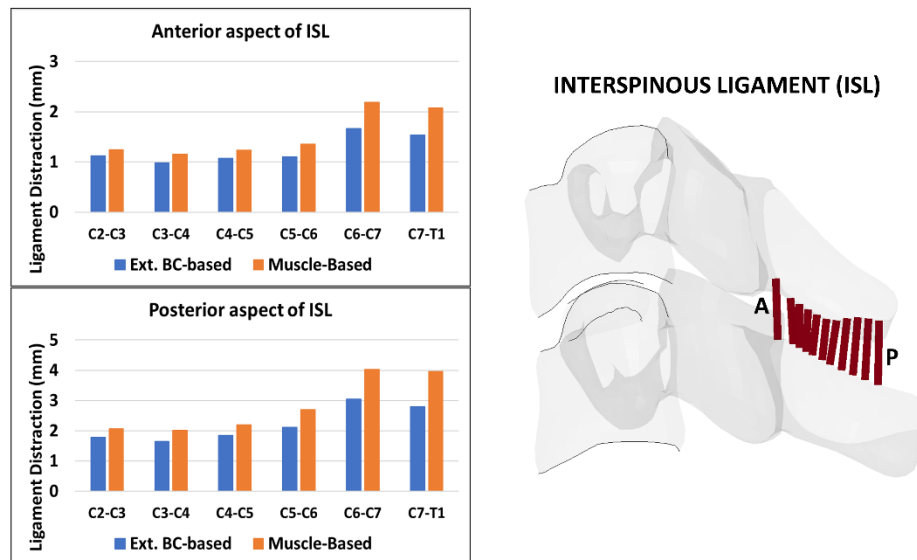 Anterior aspect of ISL
Ligament Distraction (mm)
3
2
1
0
C2-C3 C3-C4 C4-C5 C5-C6 C6-C7 C7-T1
Ext. BC-based Muscle-Based
Posterior aspect of ISL
Ligament Distraction (mm)
5
4
3
2
1
0
C2-C3 C3-C4 C4-C5 C5-C6 C6-C7 C7-T1
Ext. BC-based Muscle-Based
INTERSPINOUS LIGAMENT (ISL)
A
P